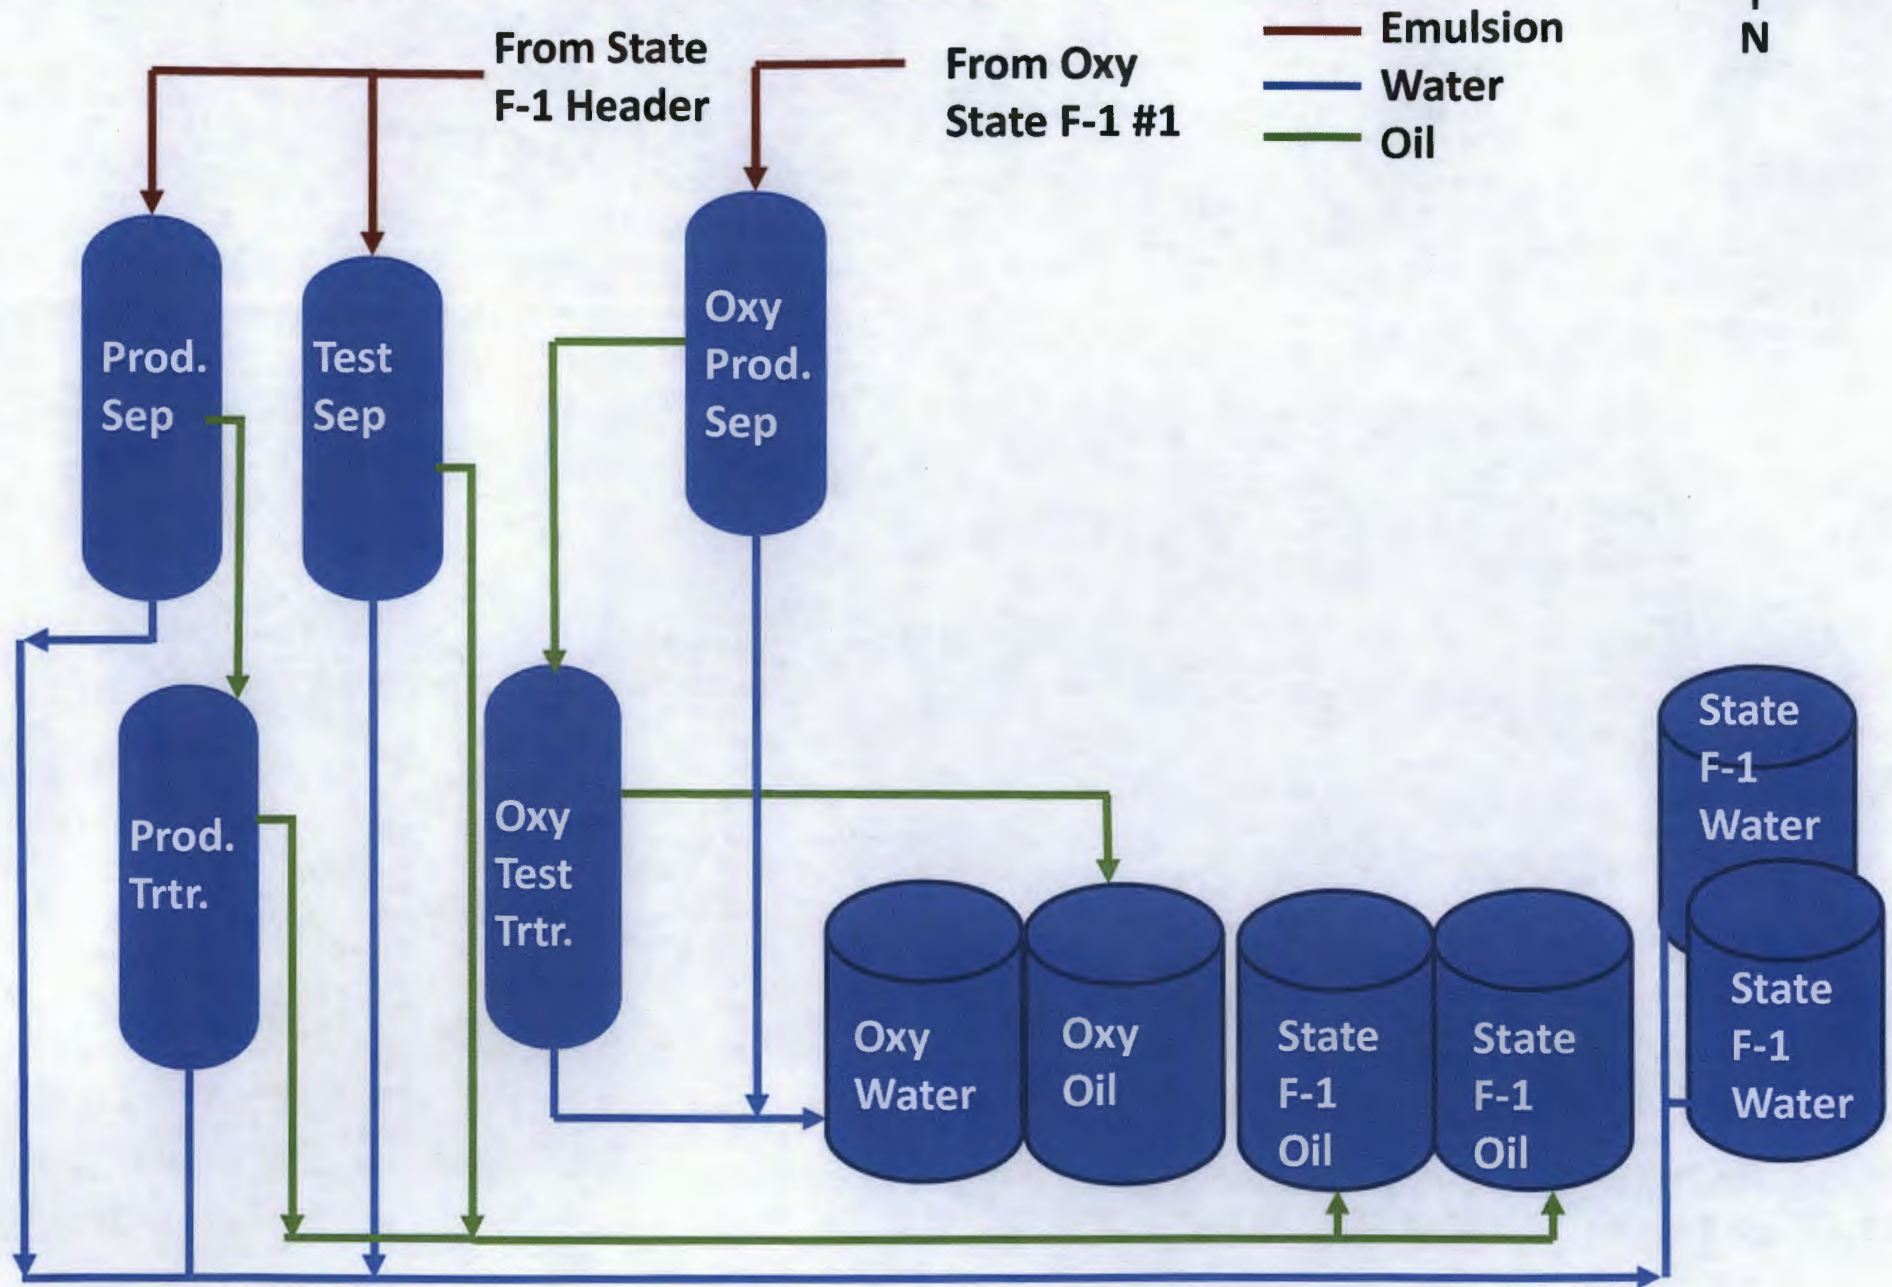 From State
F-1 Header
From Oxy
State F-1 #1
Emulsion
Water
Oil
N
Prod.
Sep
Test
Sep
Oxy
Prod.
Sep
Prod.
Trtr.
Oxy
Test
Trtr.
Oxy
Water
Oxy
Oil
State
F-1
Oil
State
F-1
Oil
State
F-1
Water
State
F-1
Water